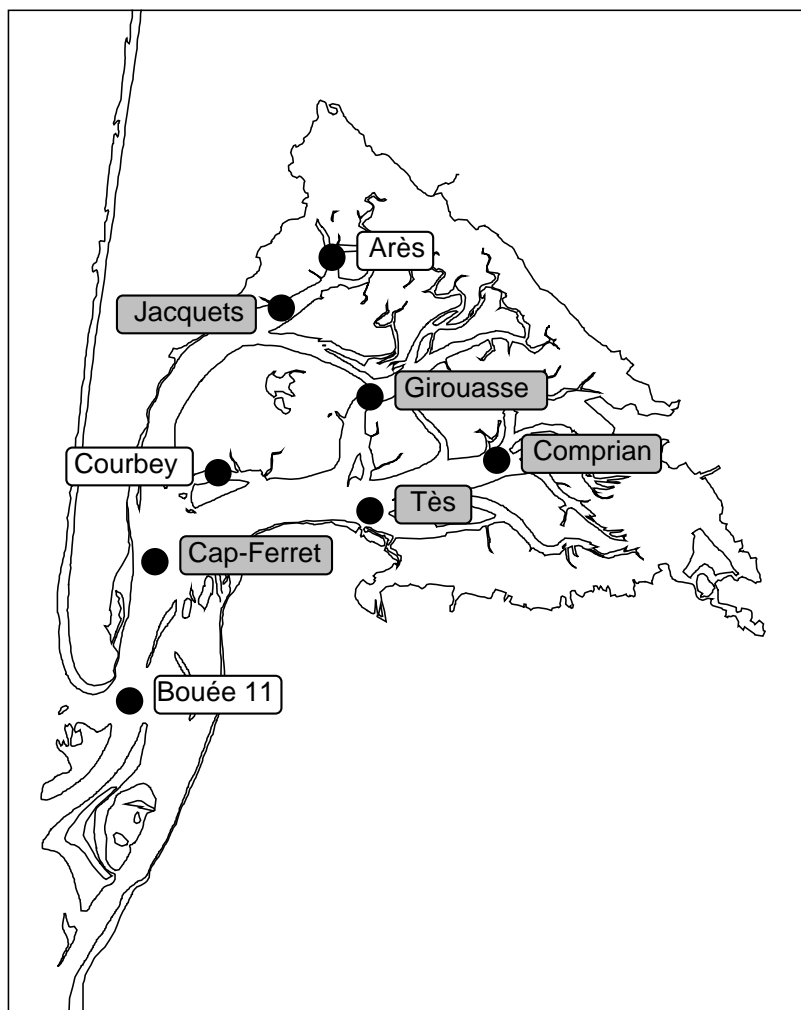 Arès
Jacquets
Girouasse
Courbey
Comprian
Tès
Cap-Ferret
Bouée 11